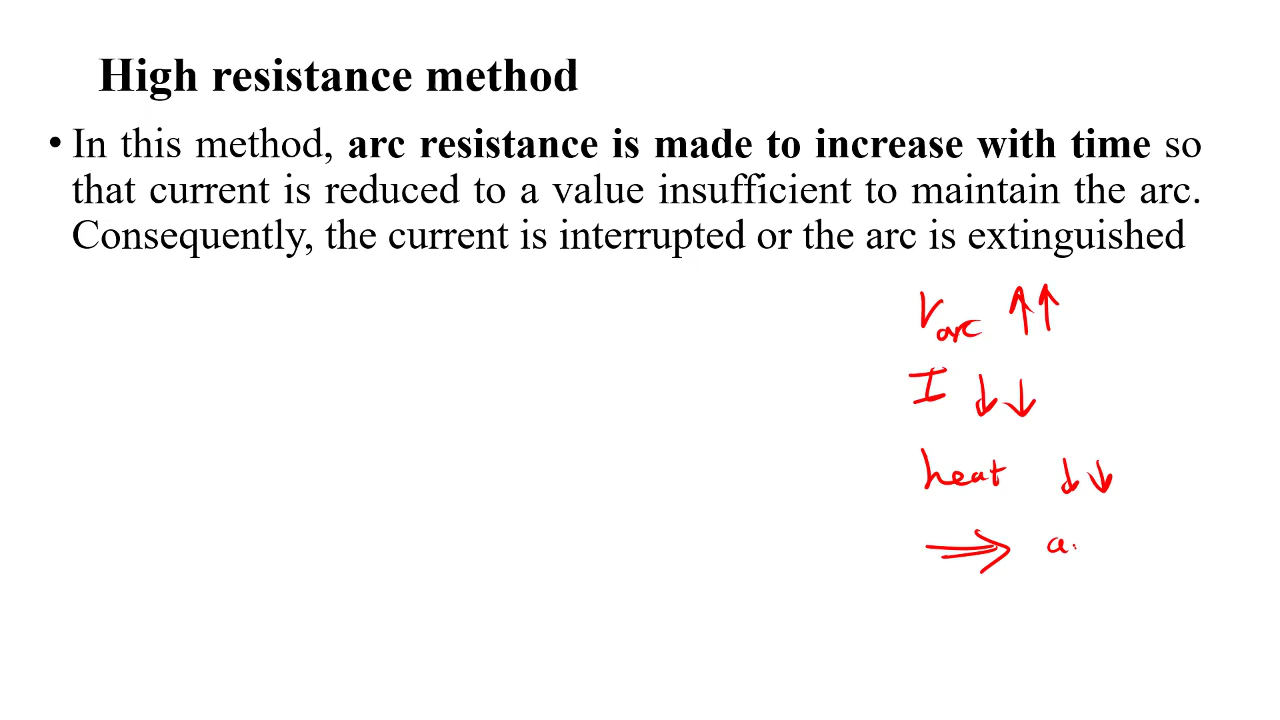 High resistance method
• In this method, arc resistance is made to increase with time so
that current is reduced to a value insufficient to maintain the arc.
Consequently, the current is interrupted or the arc is extinguished
Varc ↑↑
I ↓↓
heat ↓↓
⇒ a